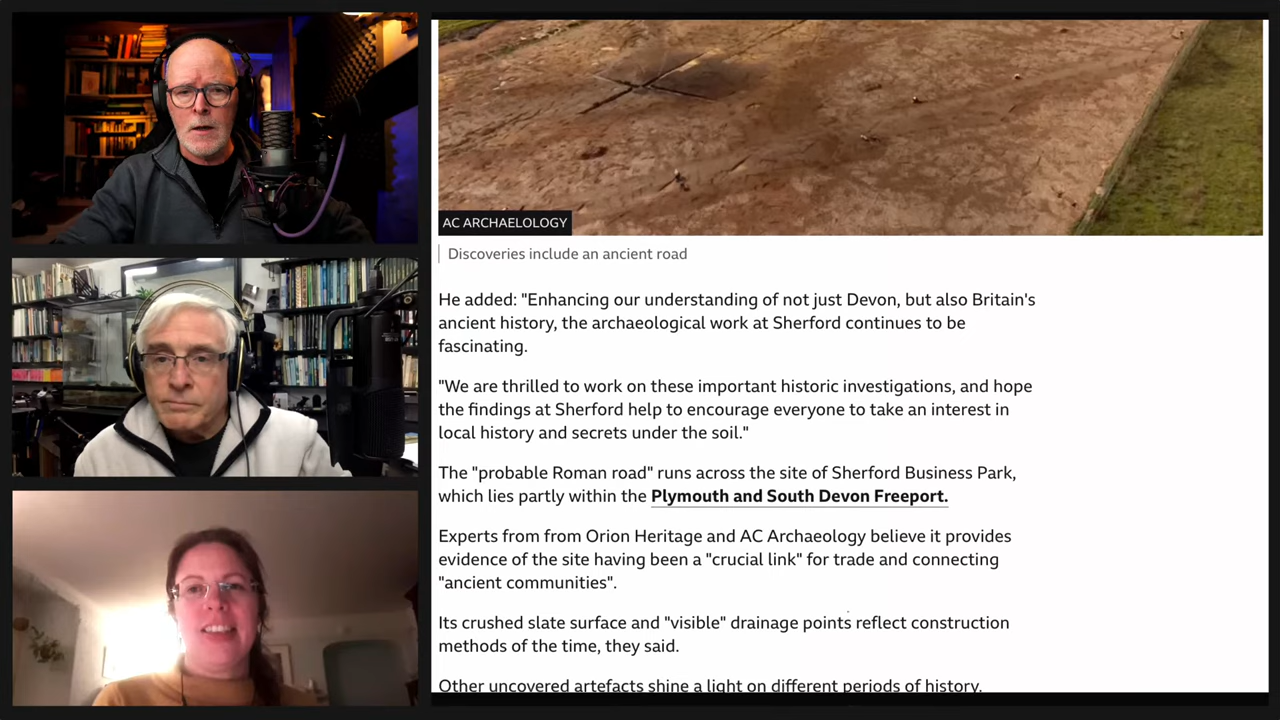 AC ARCHAELOLOGY
Discoveries include an ancient road
He added: "Enhancing our understanding of not just Devon, but also Britain's
ancient history, the archaeological work at Sherford continues to be
fascinating.
"We are thrilled to work on these important historic investigations, and hope
the findings at Sherford help to encourage everyone to take an interest in
local history and secrets under the soil."
The "probable Roman road" runs across the site of Sherford Business Park,
which lies partly within the Plymouth and South Devon Freeport.
Experts from from Orion Heritage and AC Archaeology believe it provides
evidence of the site having been a "crucial link" for trade and connecting
"ancient communities".
Its crushed slate surface and "visible" drainage points reflect construction
methods of the time, they said.
Other uncovered artefacts shine a light on different periods of history.